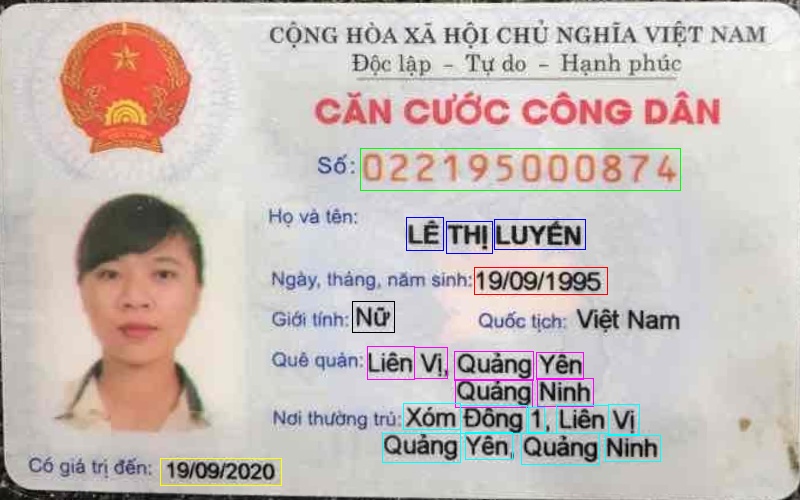 CỘNG HÒA XÃ HỘI CHỦ NGHĨA VIỆT NAM
Độc lập - Tự do - Hạnh phúc
CĂN CƯỚC CÔNG DÂN
Số: 022195000874
Họ và tên:
LÊ THỊ LUYẾN
Ngày, tháng, năm sinh: 19/09/1995
Giới tính: Nữ Quốc tịch: Việt Nam
Quê quán: Liên Vị, Quảng Yên
Quảng Ninh
Nơi thường trú: Xóm Đông 1, Liên Vị
Quảng Yên, Quảng Ninh
Có giá trị đến: 19/09/2020